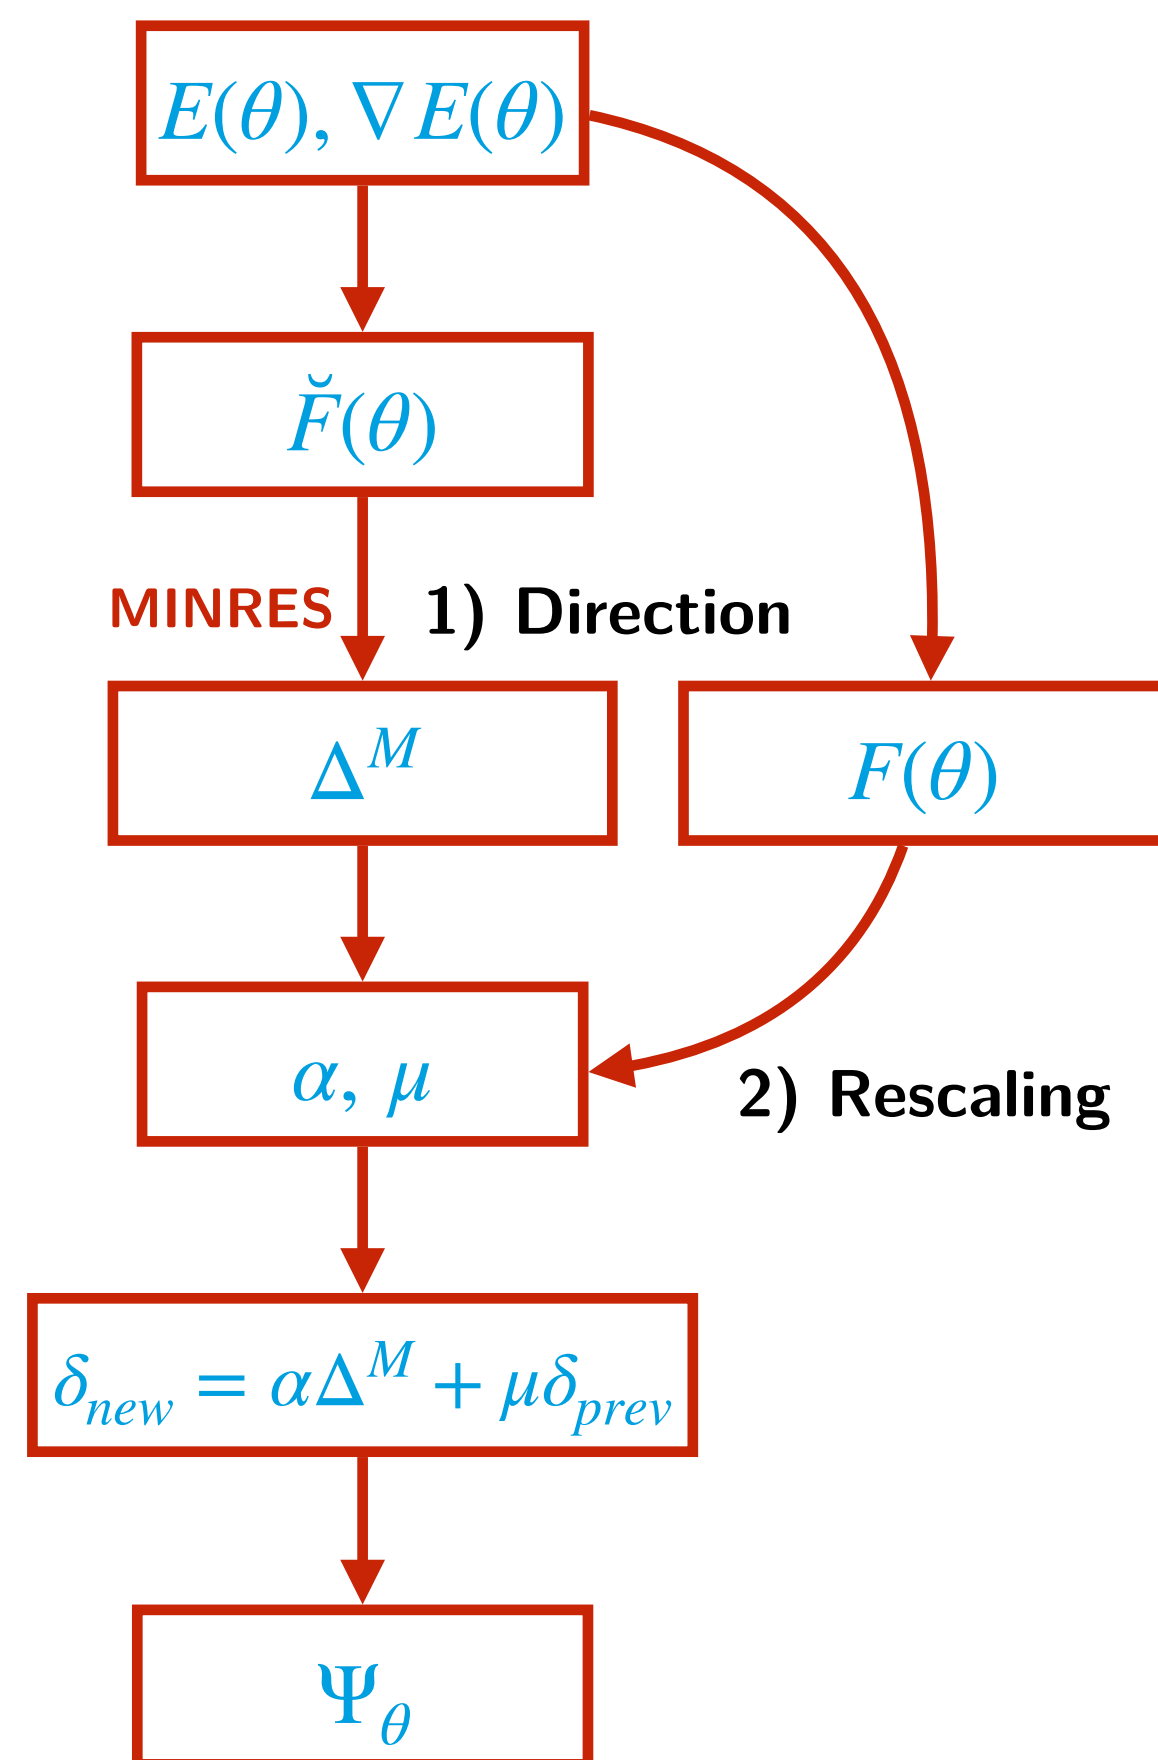 E(θ), ∇E(θ)
F̆(θ)
MINRES
1) Direction
Δ^M
F(θ)
α, μ
2) Rescaling
δ_new = αΔ^M + μδ_prev
Ψ_θ